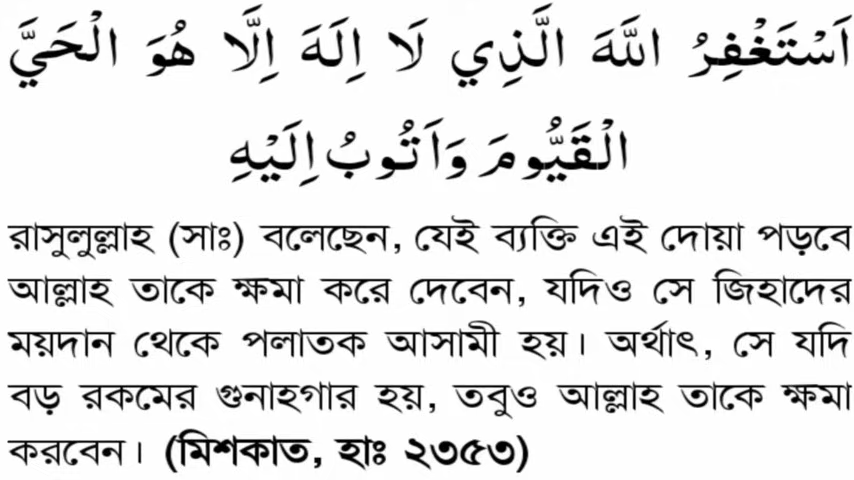 اَسْتَغْفِرُ اللَّهَ الَّذِي لَا اِلَهَ اِلَّا هُوَ الْحَيَّ
الْقَيُّومَ وَاَتُوبُ اِلَيْهِ
রাসুলুল্লাহ (সাঃ) বলেছেন, যেই ব্যক্তি এই দোয়া পড়বে
আল্লাহ তাকে ক্ষমা করে দেবেন, যদিও সে জিহাদের
ময়দান থেকে পলাতক আসামী হয়। অর্থাৎ, সে যদি
বড় রকমের গুনাহগার হয়, তবুও আল্লাহ তাকে ক্ষমা
করবেন। (মিশকাত, হাঃ ২৩৫৩)